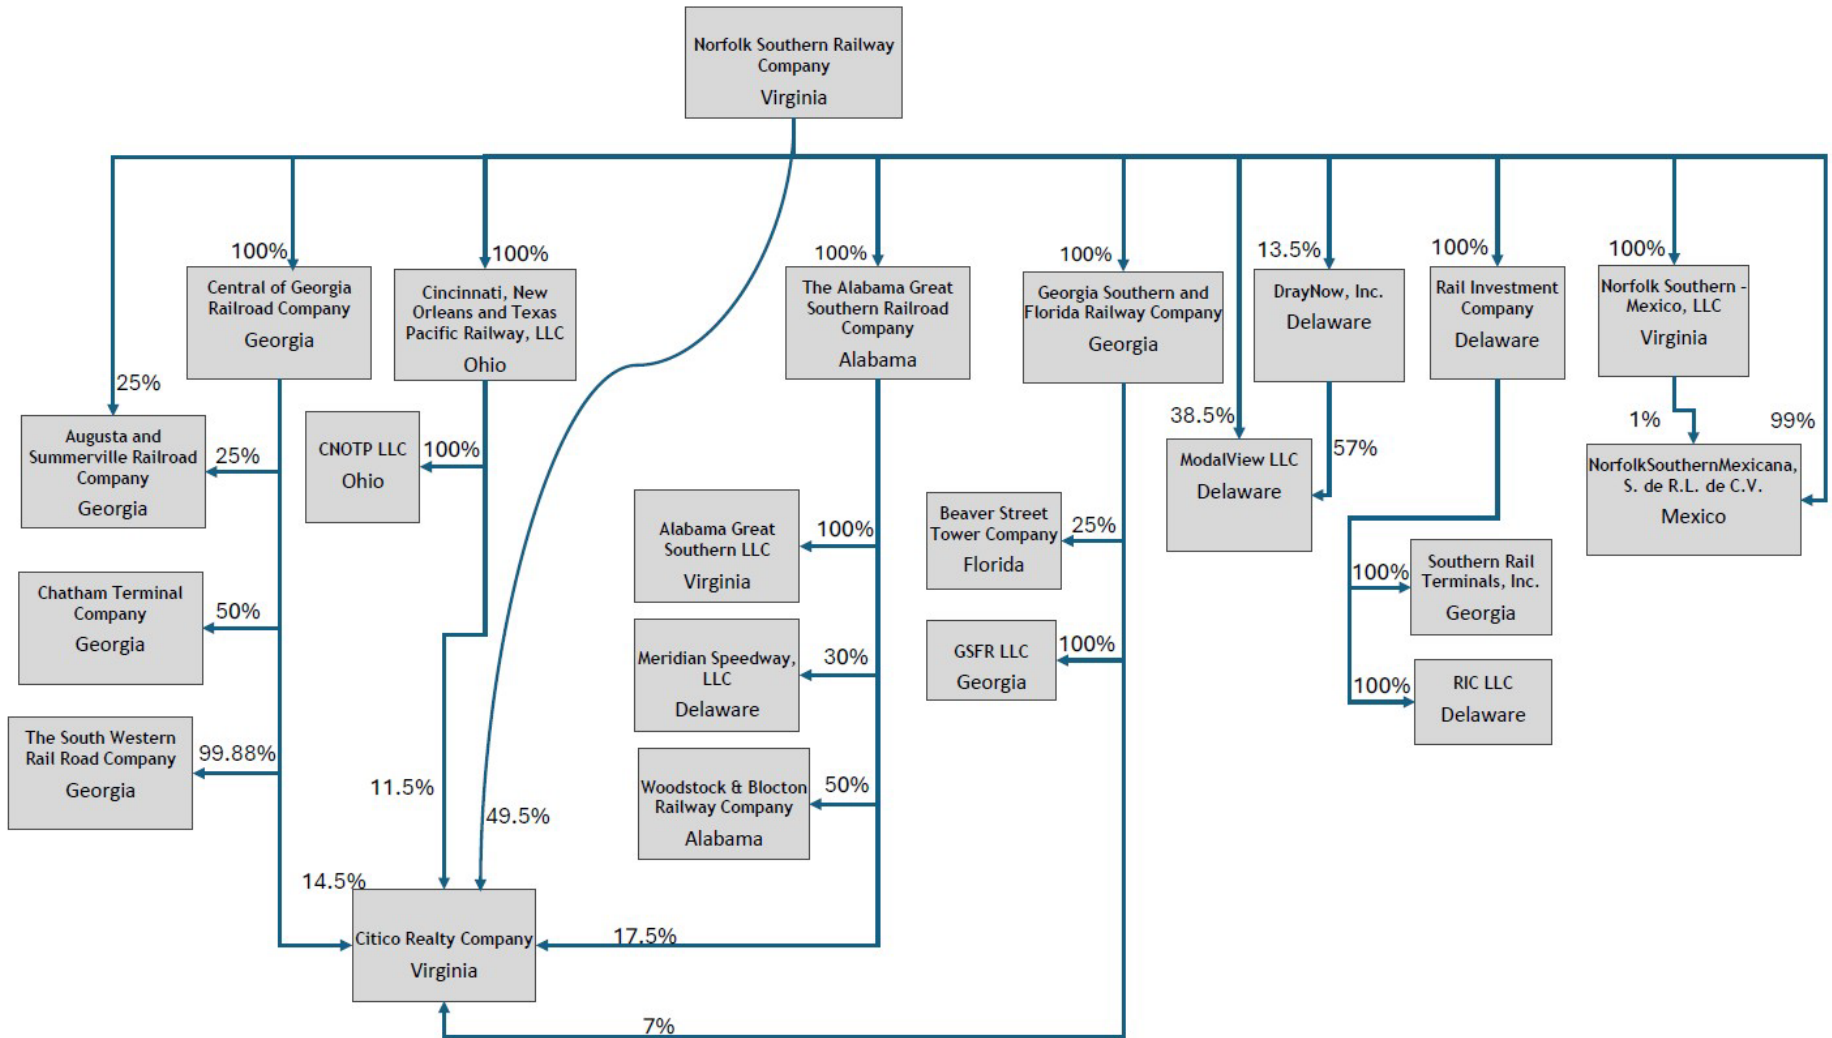 Norfolk Southern Railway
Company
Virginia
100%
Central of Georgia
Railroad Company
Georgia
100%
Cincinnati, New
Orleans and Texas
Pacific Railway, LLC
Ohio
100%
The Alabama Great
Southern Railroad
Company
Alabama
100%
Georgia Southern and
Florida Railway Company
Georgia
13.5%
DrayNow, Inc.
Delaware
100%
Rail Investment
Company
Delaware
100%
Norfolk Southern -
Mexico, LLC
Virginia
25%
Augusta and
Summerville Railroad
Company
Georgia
25%
CNOTP LLC
Ohio
100%
38.5%
ModalView LLC
Delaware
57%
1%
99%
NorfolkSouthernMexicana,
S. de R.L. de C.V.
Mexico
Alabama Great
Southern LLC
Virginia
100%
Beaver Street
Tower Company
Florida
25%
100%
Southern Rail
Terminals, Inc.
Georgia
Chatham Terminal
Company
Georgia
50%
Meridian Speedway,
LLC
Delaware
30%
GSFR LLC
Georgia
100%
100%
RIC LLC
Delaware
The South Western
Rail Road Company
Georgia
99.88%
11.5%
49.5%
Woodstock & Blocton
Railway Company
Alabama
50%
14.5%
Citico Realty Company
Virginia
17.5%
7%